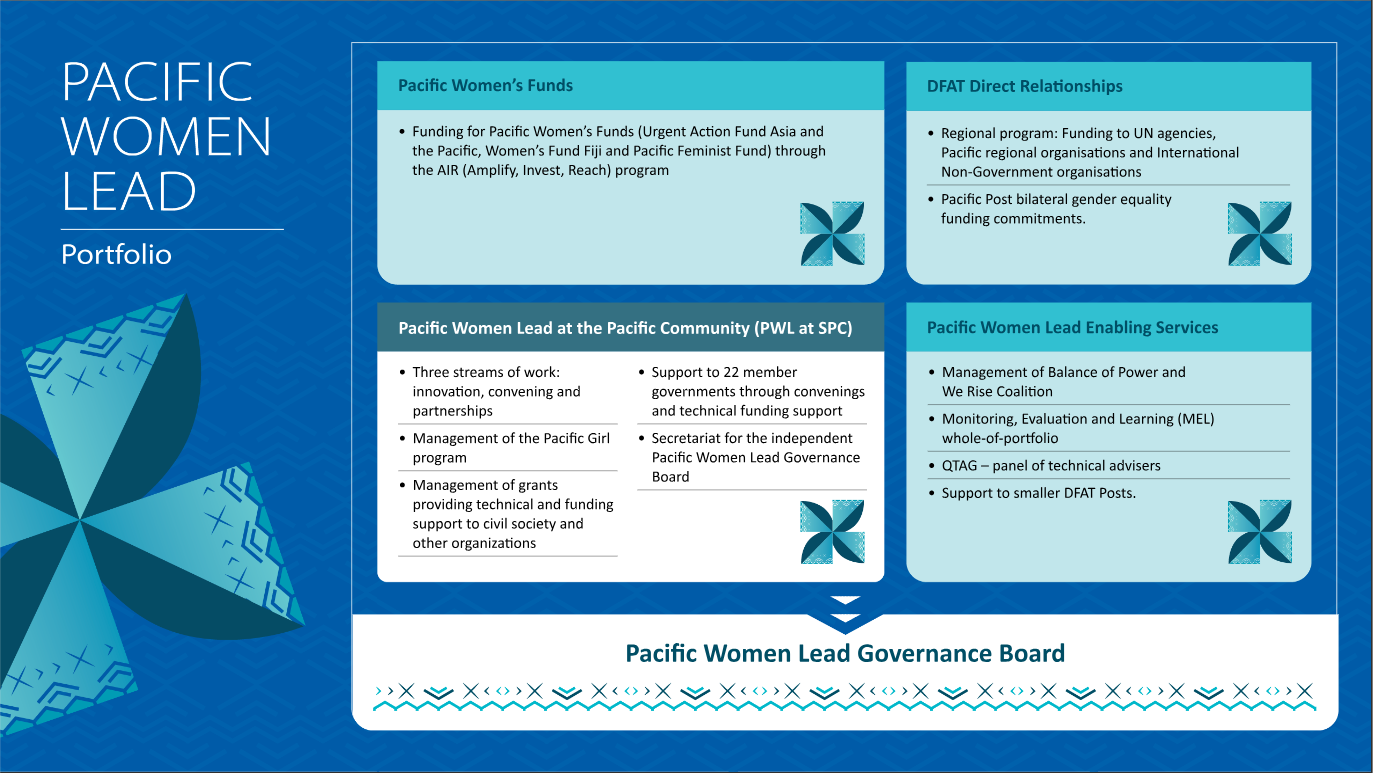 PACIFIC
WOMEN
LEAD
Portfolio
Pacific Women’s Funds
• Funding for Pacific Women’s Funds (Urgent Action Fund Asia and
the Pacific, Women’s Fund Fiji and Pacific Feminist Fund) through
the AIR (Amplify, Invest, Reach) program
DFAT Direct Relationships
• Regional program: Funding to UN agencies,
Pacific regional organisations and International
Non-Government organisations
• Pacific Post bilateral gender equality
funding commitments.
Pacific Women Lead at the Pacific Community (PWL at SPC)
• Three streams of work:
innovation, convening and
partnerships
• Management of the Pacific Girl
program
• Management of grants
providing technical and funding
support to civil society and
other organizations
• Support to 22 member
governments through convenings
and technical funding support
• Secretariat for the independent
Pacific Women Lead Governance
Board
Pacific Women Lead Enabling Services
• Management of Balance of Power and
We Rise Coalition
• Monitoring, Evaluation and Learning (MEL)
whole-of-portfolio
• QTAG – panel of technical advisers
• Support to smaller DFAT Posts.
Pacific Women Lead Governance Board